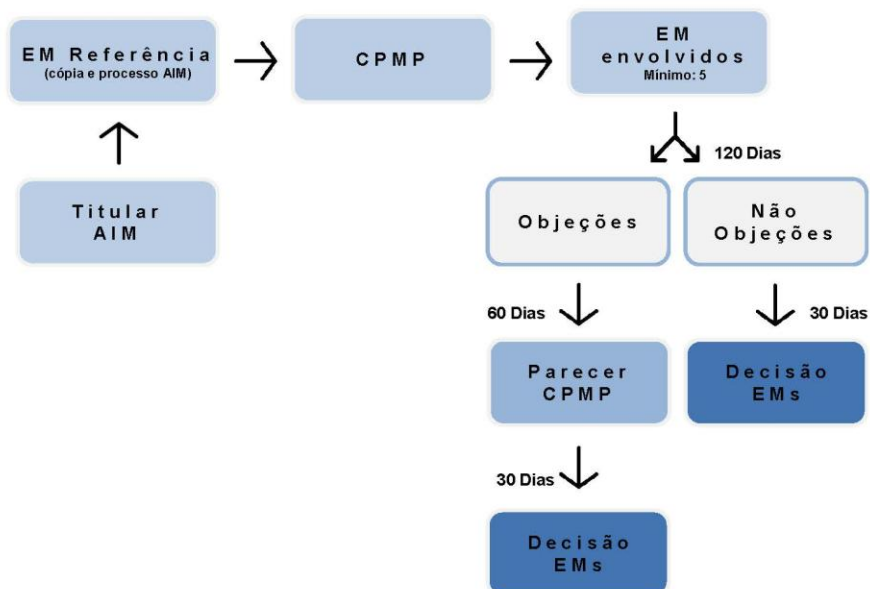 EM Referência
(cópia e processo AIM)
CPMP
EM
envolvidos
Mínimo: 5
Titular
AIM
120 Dias
Objeções
Não
Objeções
60 Dias
30 Dias
Parecer
CPMP
Decisão
EMs
30 Dias
Decisão
EMs